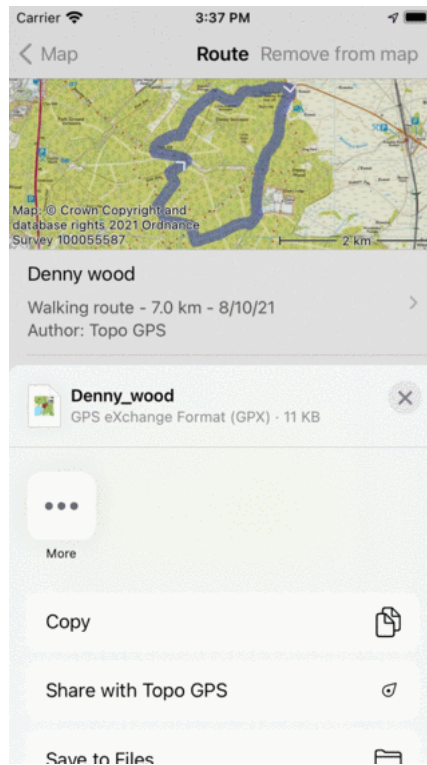 Carrier 3:37 PM
Map Route Remove from map
Map: © Crown Copyright and
database rights 2021 Ordnance
Survey 100055587
2 km
Denny wood
Walking route - 7.0 km - 8/10/21
Author: Topo GPS
Denny_wood
GPS eXchange Format (GPX) · 11 KB
More
Copy
Share with Topo GPS
Save to Files